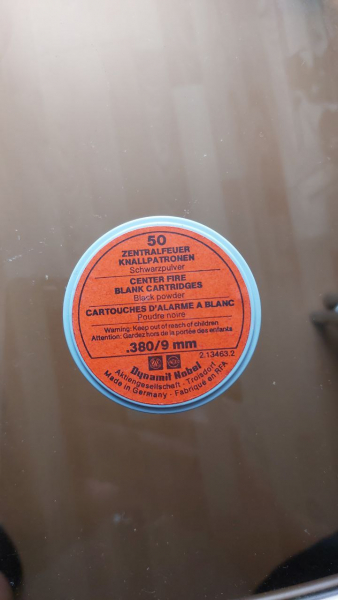 50
ZENTRALFEUER
KNALLPATRONEN
Schwarzpulver
CENTER FIRE
BLANK CARTRIDGES
Black powder
CARTOUCHES D'ALARME A BLANC
Poudre noire
Warning: Keep out of reach of children
Attention: Gardez hors de la portée des enfants
.380/9 mm
2.13463.2
Dynamit Nobel
Aktiengesellschaft · Troisdorf
Made in Germany · Fabriqué en RFA